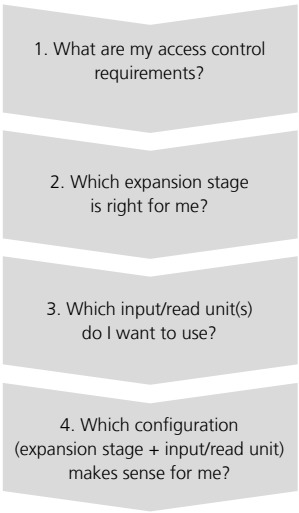 1. What are my access control
requirements?
2. Which expansion stage
is right for me?
3. Which input/read unit(s)
do I want to use?
4. Which configuration
(expansion stage + input/read unit)
makes sense for me?